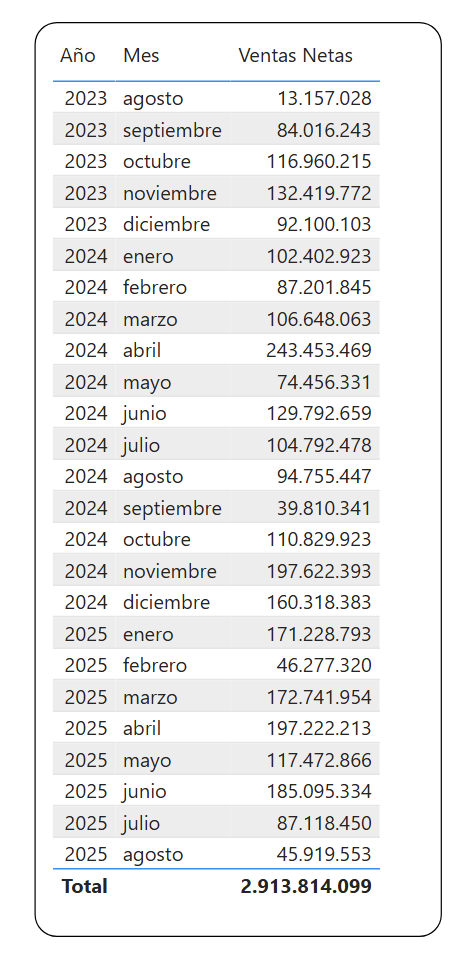 Año Mes Ventas Netas
2023 agosto 13.157.028
2023 septiembre 84.016.243
2023 octubre 116.960.215
2023 noviembre 132.419.772
2023 diciembre 92.100.103
2024 enero 102.402.923
2024 febrero 87.201.845
2024 marzo 106.648.063
2024 abril 243.453.469
2024 mayo 74.456.331
2024 junio 129.792.659
2024 julio 104.792.478
2024 agosto 94.755.447
2024 septiembre 39.810.341
2024 octubre 110.829.923
2024 noviembre 197.622.393
2024 diciembre 160.318.383
2025 enero 171.228.793
2025 febrero 46.277.320
2025 marzo 172.741.954
2025 abril 197.222.213
2025 mayo 117.472.866
2025 junio 185.095.334
2025 julio 87.118.450
2025 agosto 45.919.553
Total 2.913.814.099